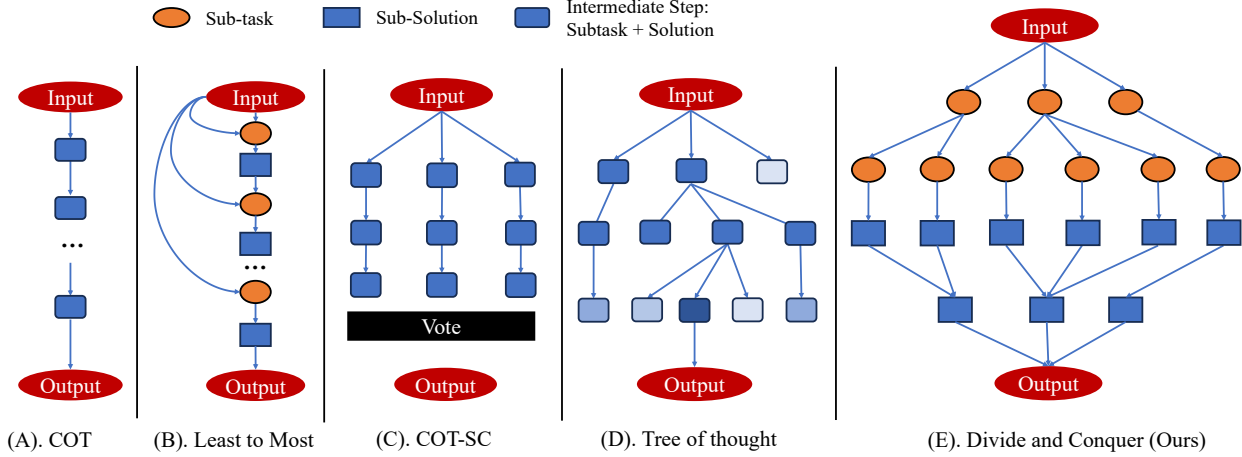 Sub-task
Sub-Solution
Intermediate Step:
Subtask + Solution
Input
...
Output
(A). COT
Input
...
Output
(B). Least to Most
Input
Vote
Output
(C). COT-SC
Input
Output
(D). Tree of thought
Input
Output
(E). Divide and Conquer (Ours)